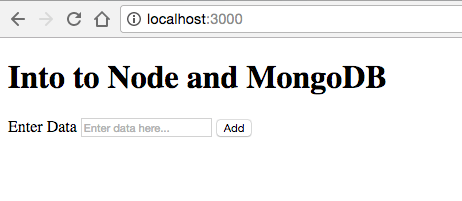 localhost:3000
Into to Node and MongoDB
Enter Data Enter data here... Add